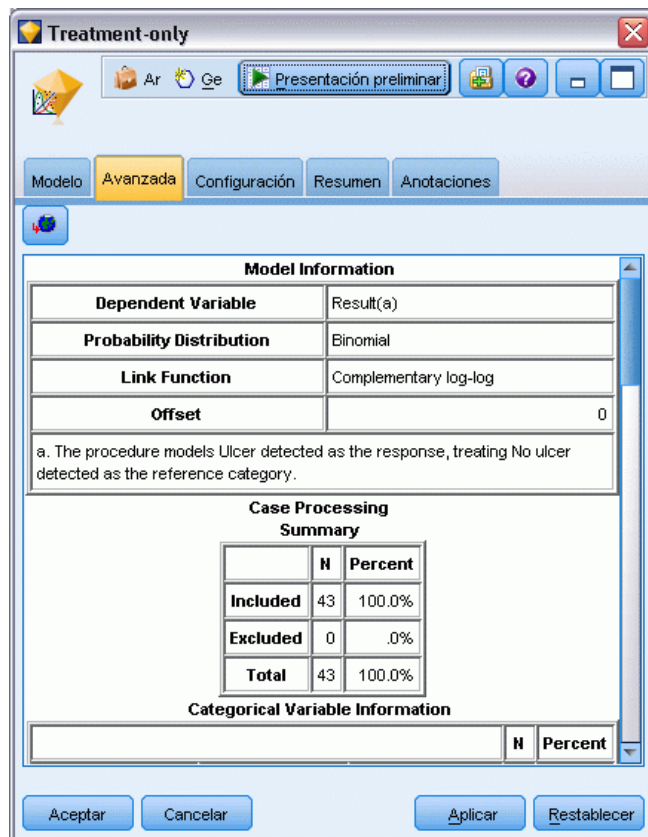 Treatment-only
Ar Ge Presentación preliminar
Modelo Avanzada Configuración Resumen Anotaciones
Model Information
Dependent Variable Result(a)
Probability Distribution Binomial
Link Function Complementary log-log
Offset 0
a. The procedure models Ulcer detected as the response, treating No ulcer
detected as the reference category.
Case Processing
Summary
N Percent
Included 43 100.0%
Excluded 0 .0%
Total 43 100.0%
Categorical Variable Information
N Percent
Aceptar Cancelar Aplicar Restablecer